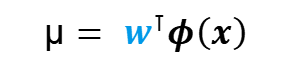 μ = w⊺ϕ(x)